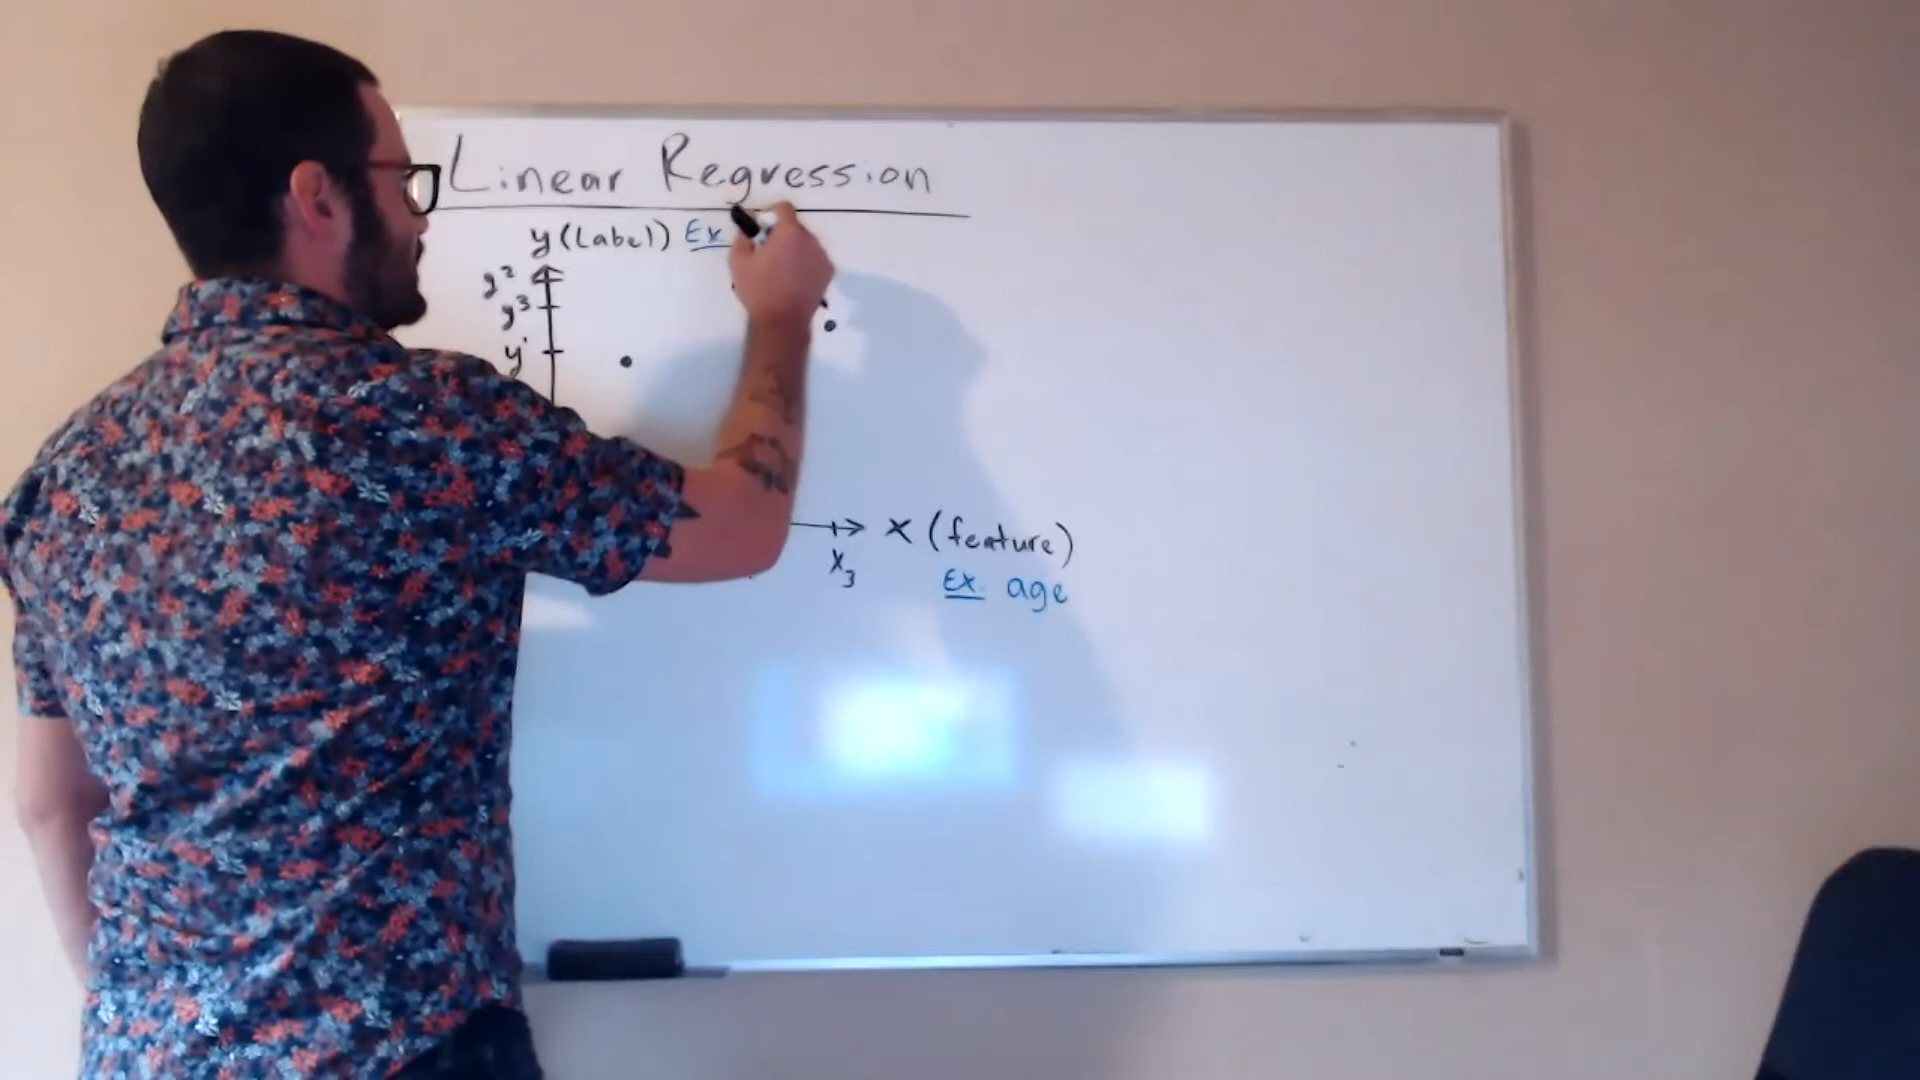 Linear Regression
y (Label) Ex
y²
y³
y¹
x (feature)
x₃
Ex. age